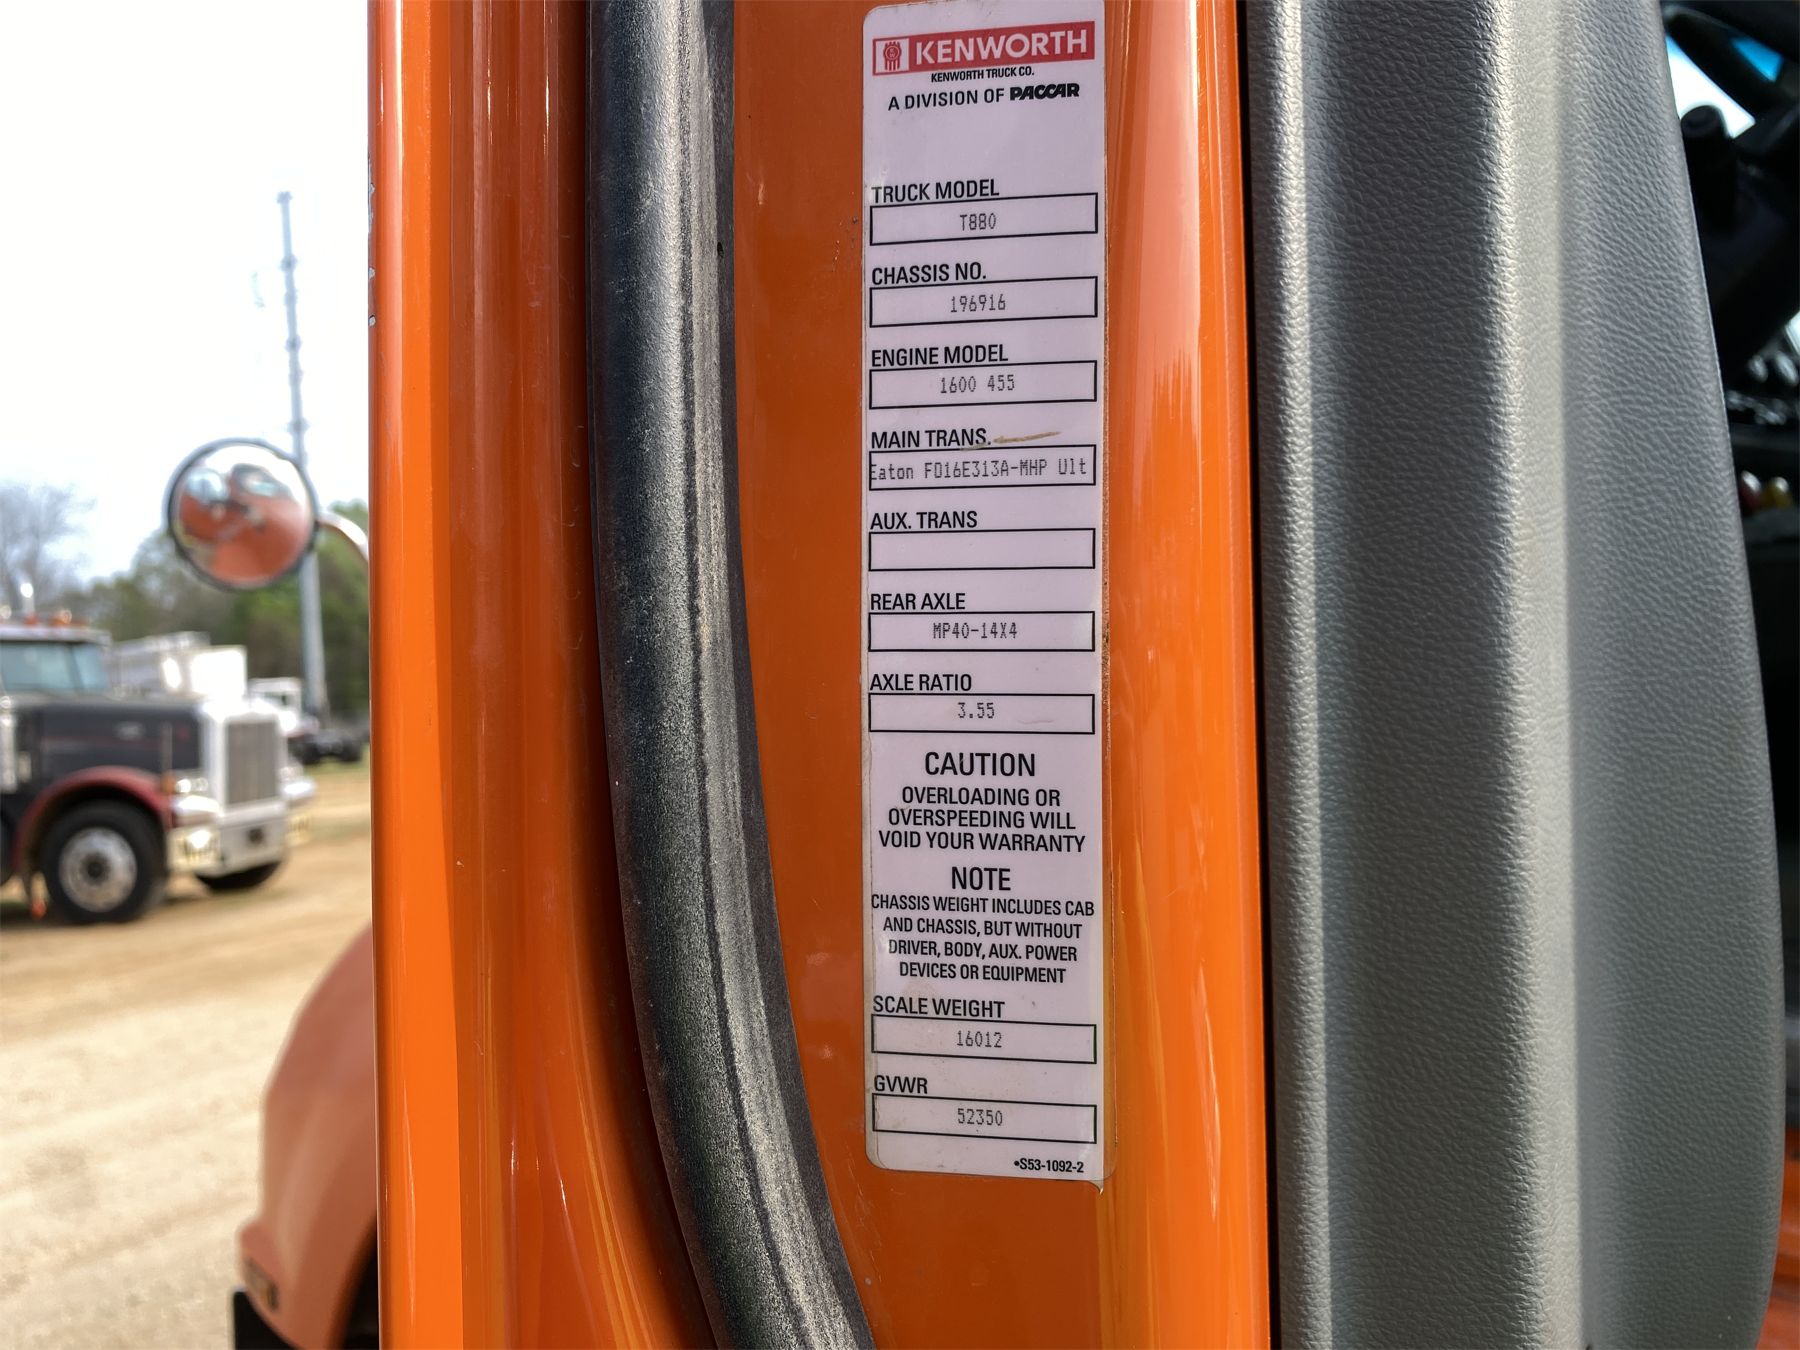 KENWORTH
KENWORTH TRUCK CO.
A DIVISION OF PACCAR
TRUCK MODEL
T880
CHASSIS NO.
196916
ENGINE MODEL
1600 455
MAIN TRANS.
Eaton FO16E313A-MHP Ult
AUX. TRANS
REAR AXLE
MP40-14X4
AXLE RATIO
3.55
CAUTION
OVERLOADING OR
OVERSPEEDING WILL
VOID YOUR WARRANTY
NOTE
CHASSIS WEIGHT INCLUDES CAB
AND CHASSIS, BUT WITHOUT
DRIVER, BODY, AUX. POWER
DEVICES OR EQUIPMENT
SCALE WEIGHT
16012
GVWR
52350
•S53-1092-2